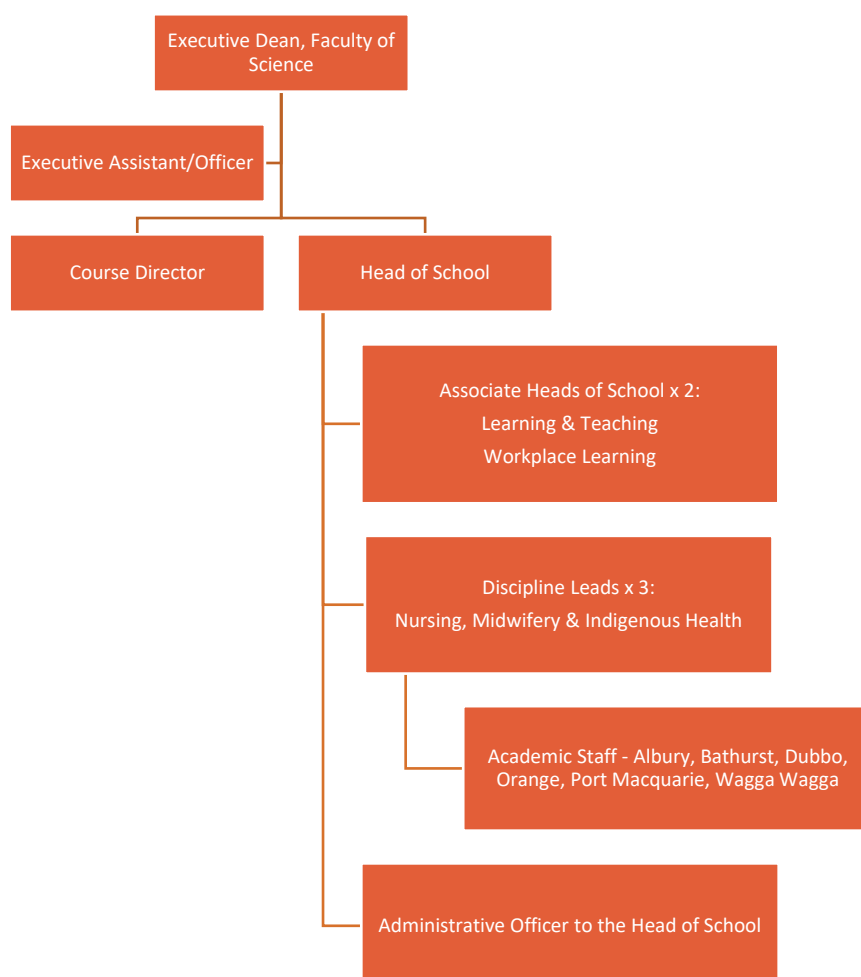 Executive Dean, Faculty of
Science
Executive Assistant/Officer
Course Director
Head of School
Associate Heads of School x 2:
Learning & Teaching
Workplace Learning
Discipline Leads x 3:
Nursing, Midwifery & Indigenous Health
Academic Staff - Albury, Bathurst, Dubbo,
Orange, Port Macquarie, Wagga Wagga
Administrative Officer to the Head of School